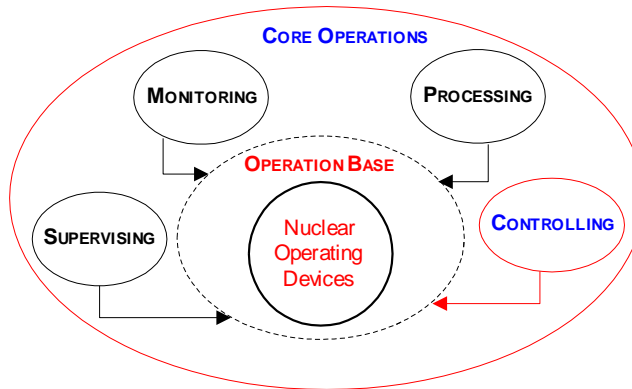 CORE OPERATIONS
MONITORING
PROCESSING
OPERATION BASE
SUPERVISING
Nuclear
Operating
Devices
CONTROLLING